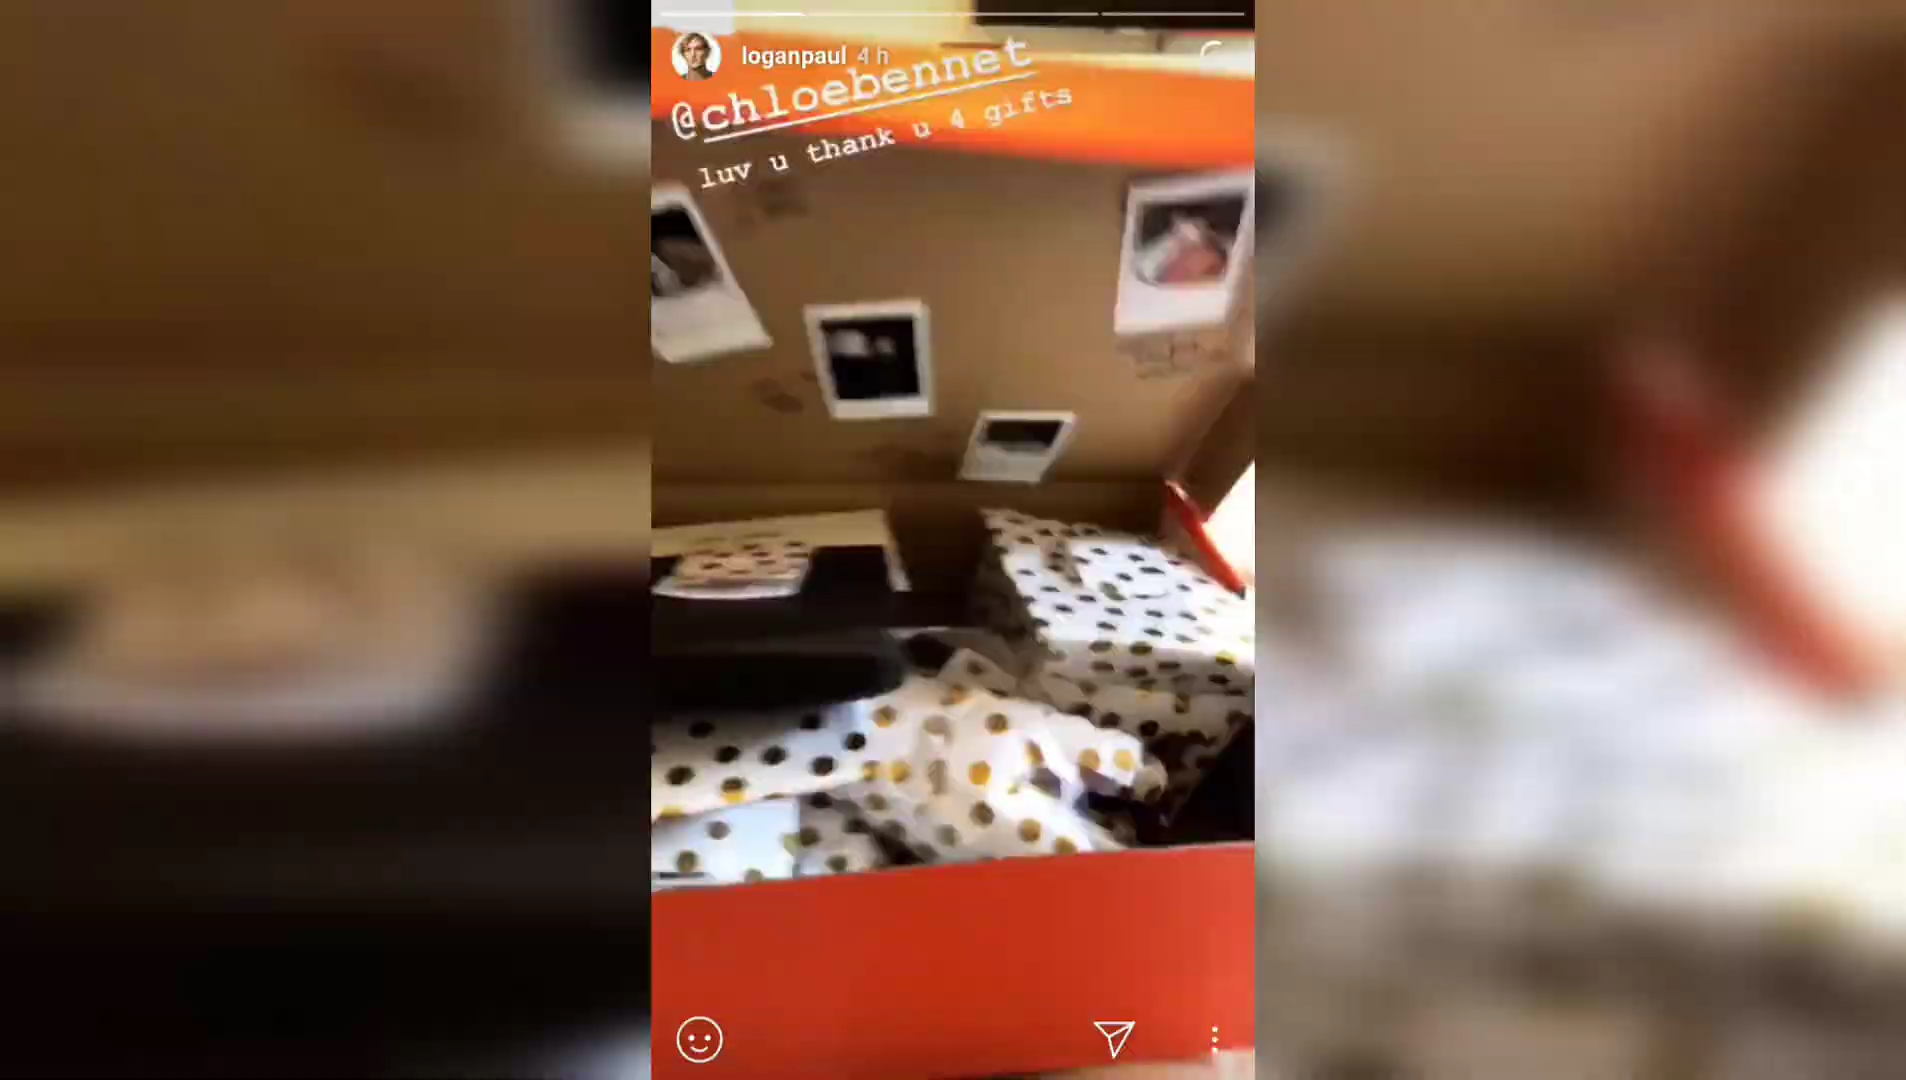 loganpaul 4 h
@chloebennet
luv u thank u 4 gifts